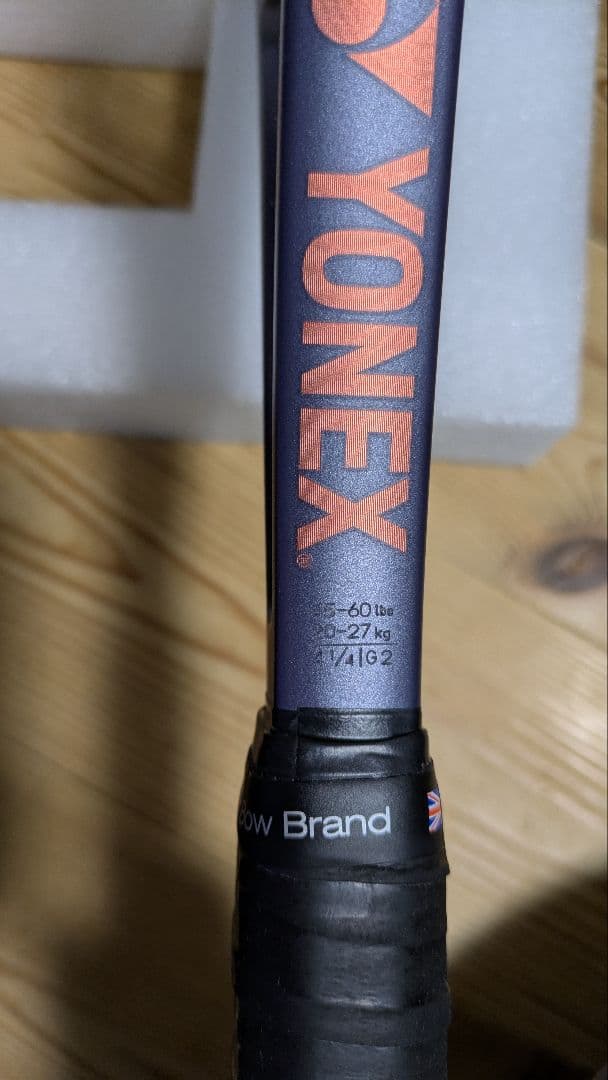 YONEX®
45-60 lbs
20-27 kg
4 1/4 | G2
Bow Brand